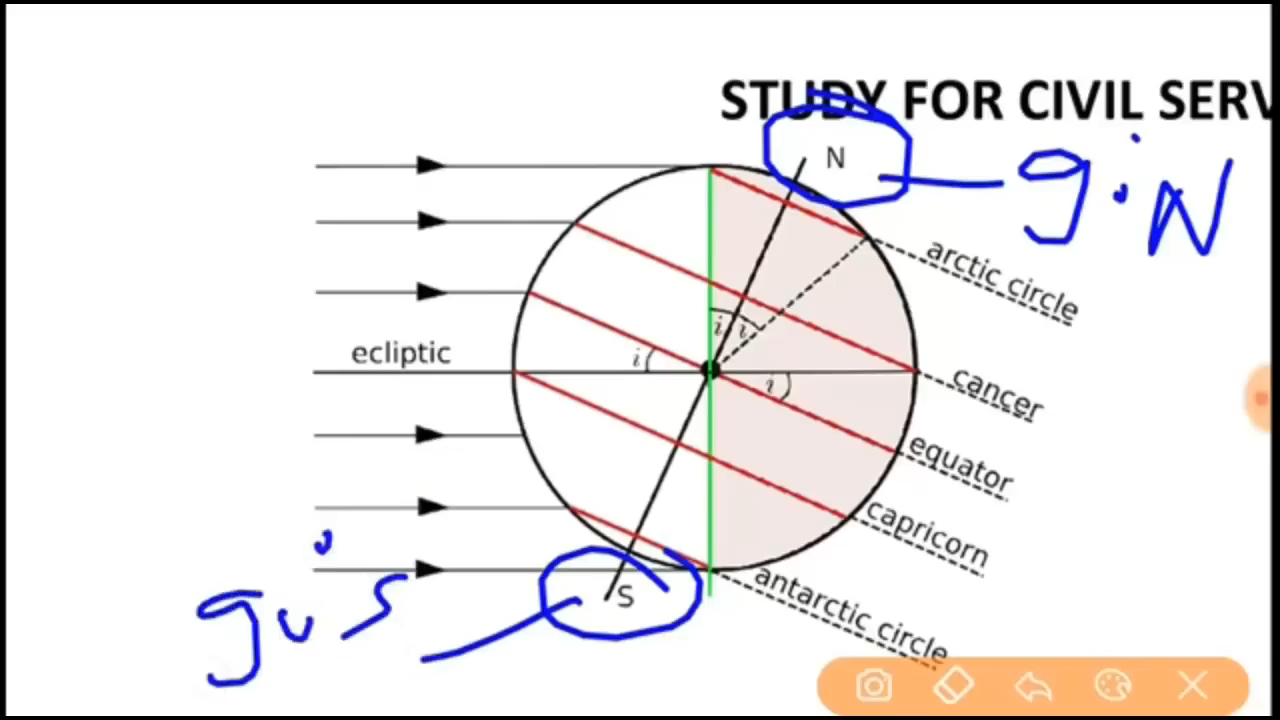 STUDY FOR CIVIL SERV
N
90° N
arctic circle
i i
ecliptic
i
i
cancer
equator
capricorn
antarctic circle
S
90° S